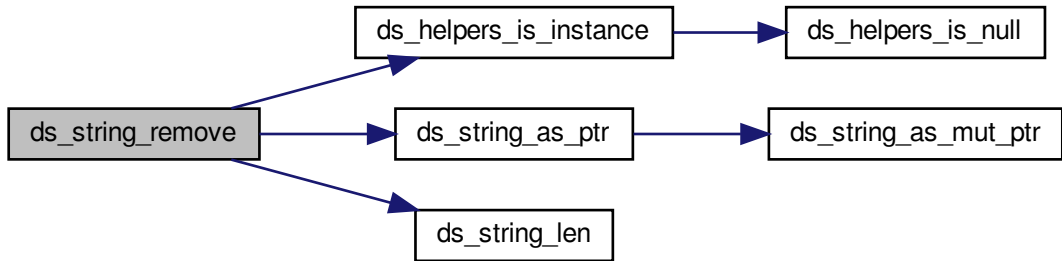 ds_helpers_is_instance
ds_helpers_is_null
ds_string_remove
ds_string_as_ptr
ds_string_as_mut_ptr
ds_string_len